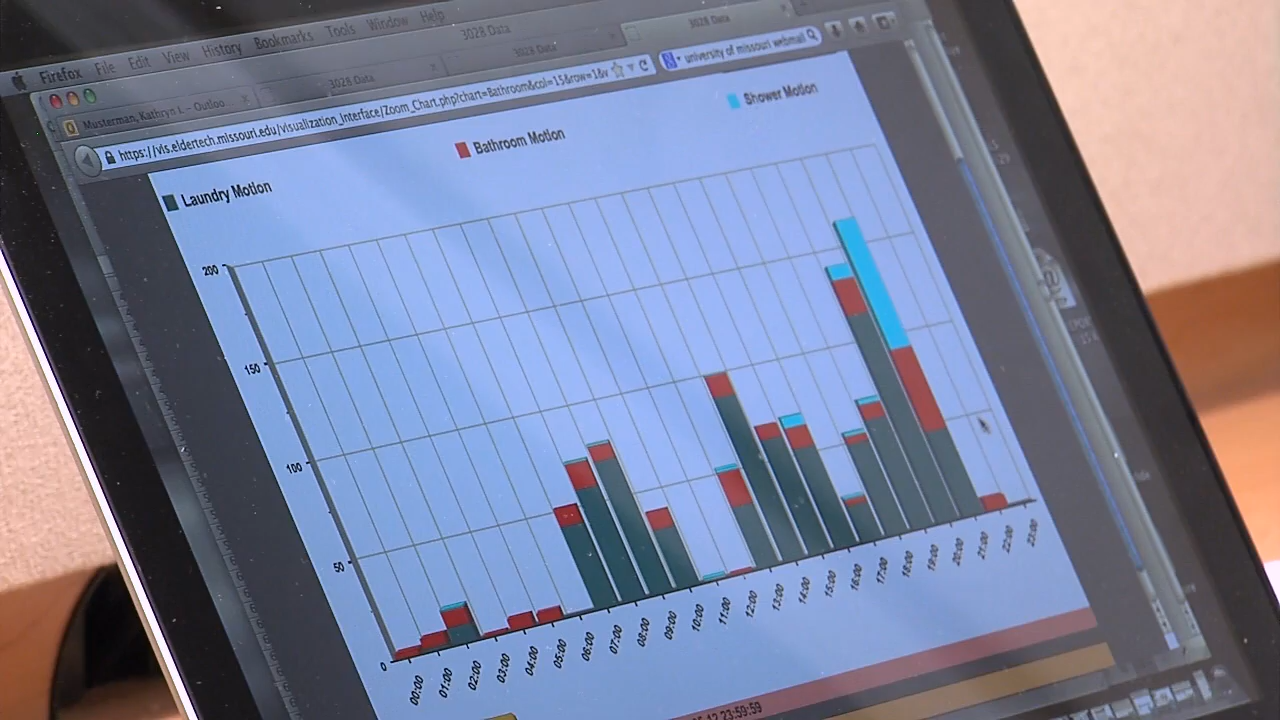 Firefox File Edit View History Bookmarks Tools Window Help
3028 Data
Musterman, Kathryn L – Outloo
3028 Data
3028 Data
3028 Data
https://vis.eldertech.missouri.edu/visualization_interface/Zoom_Chart.php?chart=Bathroom&col=15&row=1&v
university of missouri webmail
Laundry Motion
Bathroom Motion
Shower Motion
200
150
100
50
0
00:00
01:00
02:00
03:00
04:00
05:00
06:00
07:00
08:00
09:00
10:00
11:00
12:00
13:00
14:00
15:00
16:00
17:00
18:00
19:00
20:00
21:00
22:00
23:00
23:59:59